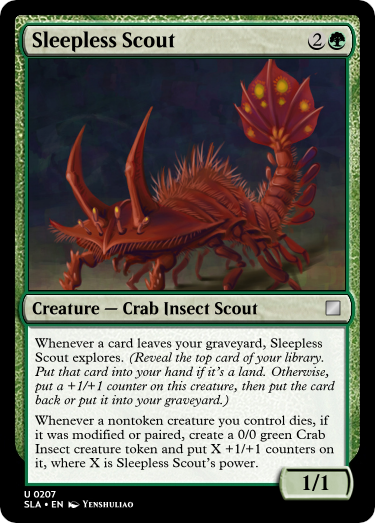 Sleepless Scout 2
Creature — Crab Insect Scout
Whenever a card leaves your graveyard, Sleepless
Scout explores. (Reveal the top card of your library.
Put that card into your hand if it's a land. Otherwise,
put a +1/+1 counter on this creature, then put the card
back or put it into your graveyard.)
Whenever a nontoken creature you control dies, if
it was modified or paired, create a 0/0 green Crab
Insect creature token and put X +1/+1 counters on
it, where X is Sleepless Scout's power.
1/1
U 0207
SLA • EN Yenshuliao